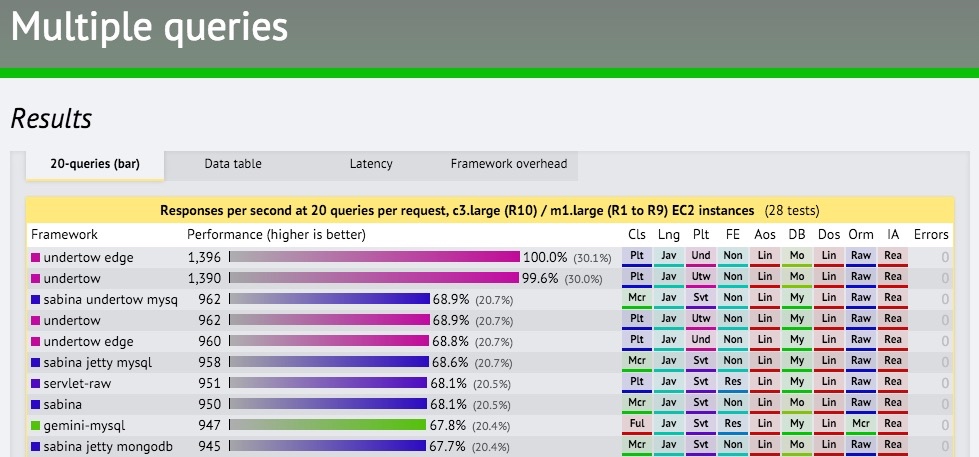 Multiple queries
Results
20-queries (bar) Data table Latency Framework overhead
Responses per second at 20 queries per request, c3.large (R10) / m1.large (R1 to R9) EC2 instances (28 tests)
Framework Performance (higher is better) Cls Lng Plt FE Aos DB Dos Orm IA Errors
undertow edge 1,396 100.0% (30.1%) Plt Jav Und Non Lin Mo Lin Raw Rea 0
undertow 1,390 99.6% (30.0%) Plt Jav Utw Non Lin Mo Lin Raw Rea 0
sabina undertow mysq 962 68.9% (20.7%) Mcr Jav Svt Non Lin My Lin Raw Rea 0
undertow 962 68.9% (20.7%) Plt Jav Utw Non Lin My Lin Raw Rea 0
undertow edge 960 68.8% (20.7%) Plt Jav Und Non Lin My Lin Raw Rea 0
sabina jetty mysql 958 68.6% (20.7%) Mcr Jav Svt Non Lin My Lin Raw Rea 0
servlet-raw 951 68.1% (20.5%) Plt Jav Svt Res Lin My Lin Raw Rea 0
sabina 950 68.1% (20.5%) Mcr Jav Svt Non Lin Mo Lin Raw Rea 0
gemini-mysql 947 67.8% (20.4%) Ful Jav Svt Res Lin My Lin Mcr Rea 0
sabina jetty mongodb 945 67.7% (20.4%) Mcr Jav Svt Non Lin Mo Lin Raw Rea 0